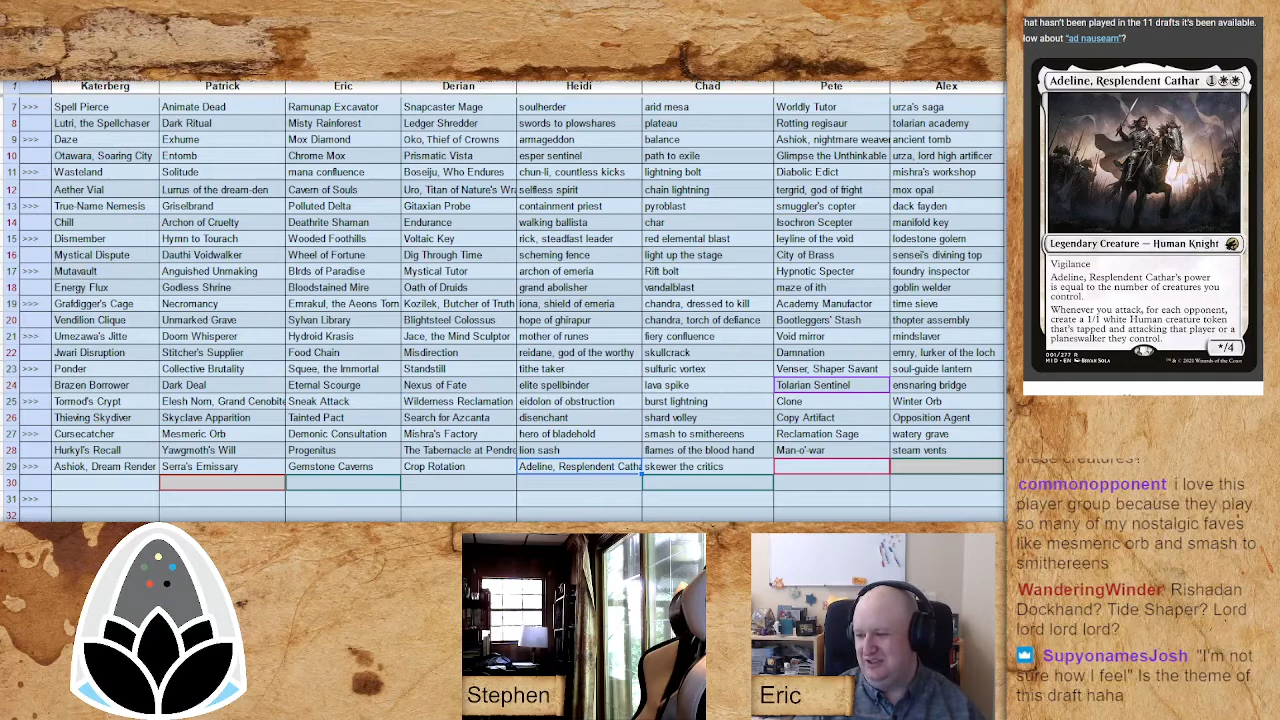 Katerberg Patrick Eric Derian Heidi Chad Pete Alex
7 >>> Spell Pierce Animate Dead Ramunap Excavator Snapcaster Mage soulherder arid mesa Worldly Tutor urza's saga
8 Lutri, the Spellchaser Dark Ritual Misty Rainforest Ledger Shredder swords to plowshares plateau Rotting regisaur tolarian academy
9 >>> Daze Exhume Mox Diamond Oko, Thief of Crowns armageddon balance Ashiok, nightmare weaver ancient tomb
10 Otawara, Soaring City Entomb Chrome Mox Prismatic Vista esper sentinel path to exile Glimpse the Unthinkable urza, lord high artificer
11 >>> Wasteland Solitude mana confluence Boseiju, Who Endures chun-li, countless kicks lightning bolt Diabolic Edict mishra's workshop
12 Aether Vial Lurrus of the dream-den Cavern of Souls Uro, Titan of Nature's Wra selfless spirit chain lightning tergrid, god of fright mox opal
13 >>> True-Name Nemesis Griselbrand Polluted Delta Gitaxian Probe containment priest pyroblast smuggler's copter dack fayden
14 Chill Archon of Cruelty Deathrite Shaman Endurance walking ballista char Isochron Scepter manifold key
15 >>> Dismember Hymn to Tourach Wooded Foothills Voltaic Key rick, steadfast leader red elemental blast leyline of the void lodestone golem
16 Mystical Dispute Dauthi Voidwalker Wheel of Fortune Dig Through Time scheming fence light up the stage City of Brass sensei's divining top
17 >>> Mutavault Anguished Unmaking BIrds of Paradise Mystical Tutor archon of emeria Rift bolt Hypnotic Specter foundry inspector
18 Energy Flux Godless Shrine Bloodstained Mire Oath of Druids grand abolisher vandalblast maze of ith goblin welder
19 >>> Grafdigger's Cage Necromancy Emrakul, the Aeons Torn Kozilek, Butcher of Truth iona, shield of emeria chandra, dressed to kill Academy Manufactor time sieve
20 Vendilion Clique Unmarked Grave Sylvan Library Blightsteel Colossus hope of ghirapur chandra, torch of defiance Bootleggers' Stash thopter assembly
21 >>> Umezawa's Jitte Doom Whisperer Hydroid Krasis Jace, the Mind Sculptor mother of runes fiery confluence Void mirror mindslaver
22 Jwari Disruption Stitcher's Supplier Food Chain Misdirection reidane, god of the worthy skullcrack Damnation emry, lurker of the loch
23 >>> Ponder Collective Brutality Squee, the Immortal Standstill tithe taker sulfuric vortex Venser, Shaper Savant soul-guide lantern
24 Brazen Borrower Dark Deal Eternal Scourge Nexus of Fate elite spellbinder lava spike Tolarian Sentinel ensnaring bridge
25 >>> Tormod's Crypt Elesh Norn, Grand Cenobite Sneak Attack Wilderness Reclamation eidolon of obstruction burst lightning Clone Winter Orb
26 Thieving Skydiver Skyclave Apparition Tainted Pact Search for Azcanta disenchant shard volley Copy Artifact Opposition Agent
27 >>> Cursecatcher Mesmeric Orb Demonic Consultation Mishra's Factory hero of bladehold smash to smithereens Reclamation Sage watery grave
28 Hurkyl's Recall Yawgmoth's Will Progenitus The Tabernacle at Pendre lion sash flames of the blood hand Man-o'-war steam vents
29 >>> Ashiok, Dream Render Serra's Emissary Gemstone Caverns Crop Rotation Adeline, Resplendent Catha skewer the critics
30
31 >>>
32
hat hasn't been played in the 11 drafts it's been available.
low about "ad nauseam"?
Adeline, Resplendent Cathar 1
Legendary Creature — Human Knight
Vigilance
Adeline, Resplendent Cathar's power
is equal to the number of creatures you
control.
Whenever you attack, for each opponent,
create a 1/1 white Human creature token
that's tapped and attacking that player or a
planeswalker they control.
*/4
001/277 R
MID • EN BRYAN SOLA
™ & © 2021 Wizards of the Coast
these creatures?
commonopponent i love this
player group because they play
so many of my nostalgic faves
like mesmeric orb and smash to
smithereens
WanderingWinder Rishadan
Dockhand? Tide Shaper? Lord
lord lord lord?
SupyonamesJosh "I'm not
sure how I feel" Is the theme of
this draft haha
Stephen
Eric